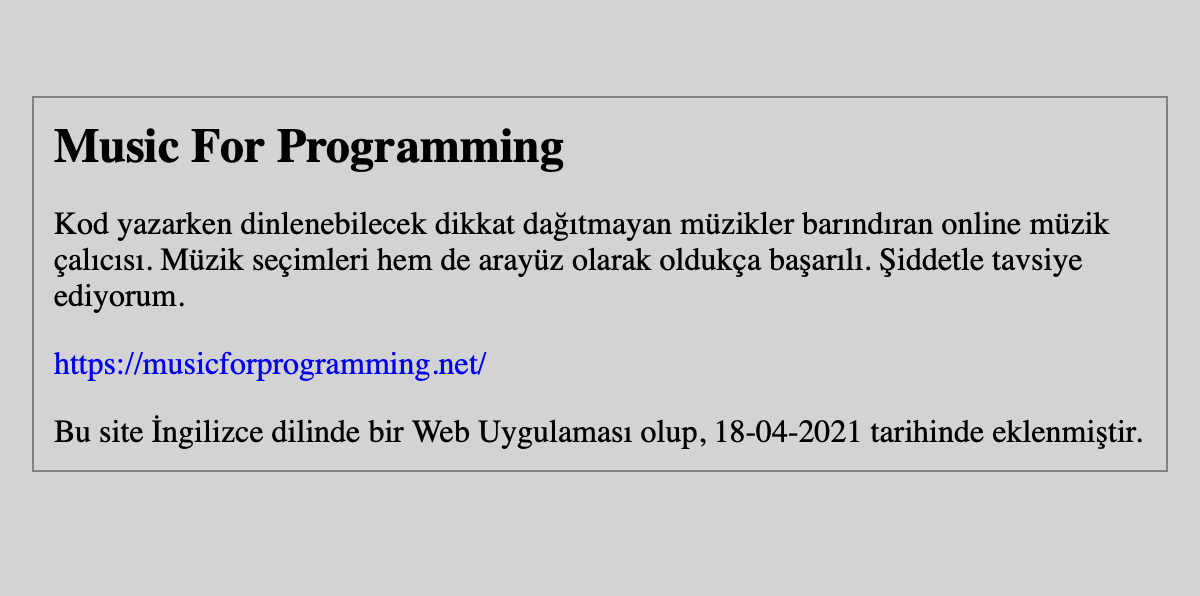 Music For Programming
Kod yazarken dinlenebilecek dikkat dağıtmayan müzikler barındıran online müzik
çalıcısı. Müzik seçimleri hem de arayüz olarak oldukça başarılı. Şiddetle tavsiye
ediyorum.
https://musicforprogramming.net/
Bu site İngilizce dilinde bir Web Uygulaması olup, 18-04-2021 tarihinde eklenmiştir.